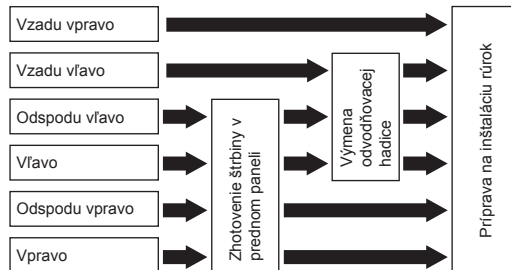 Vzadu vpravo
Vzadu vľavo
Odspodu vľavo
Vľavo
Odspodu vpravo
Vpravo
Zhotovenie štrbiny v
prednom paneli
Výmena
odvodňovacej
hadice
Príprava na inštaláciu rúrok